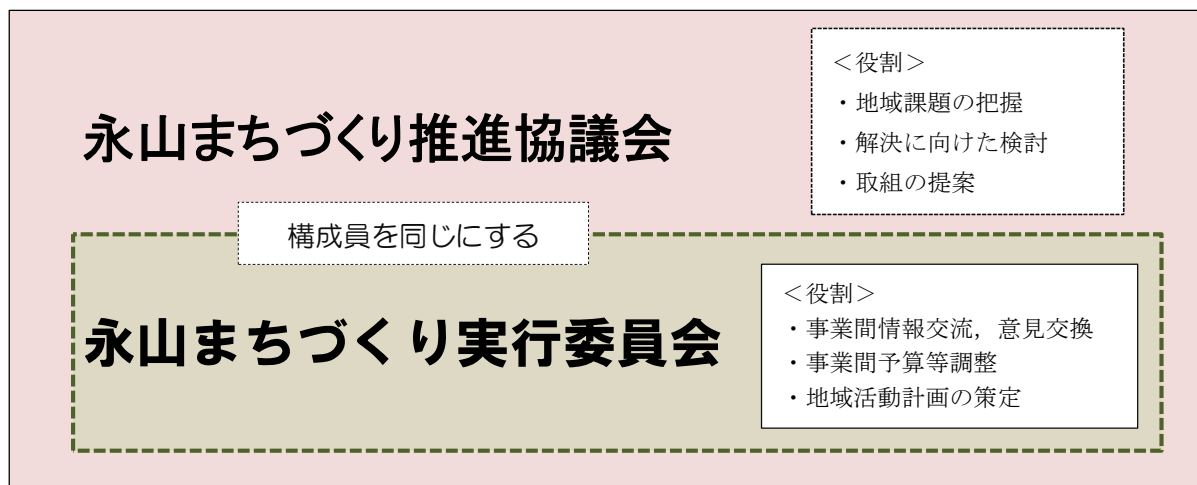 永山まちづくり推進協議会
＜役割＞
・地域課題の把握
・解決に向けた検討
・取組の提案
構成員を同じにする
永山まちづくり実行委員会
＜役割＞
・事業間情報交流，意見交換
・事業間予算等調整
・地域活動計画の策定